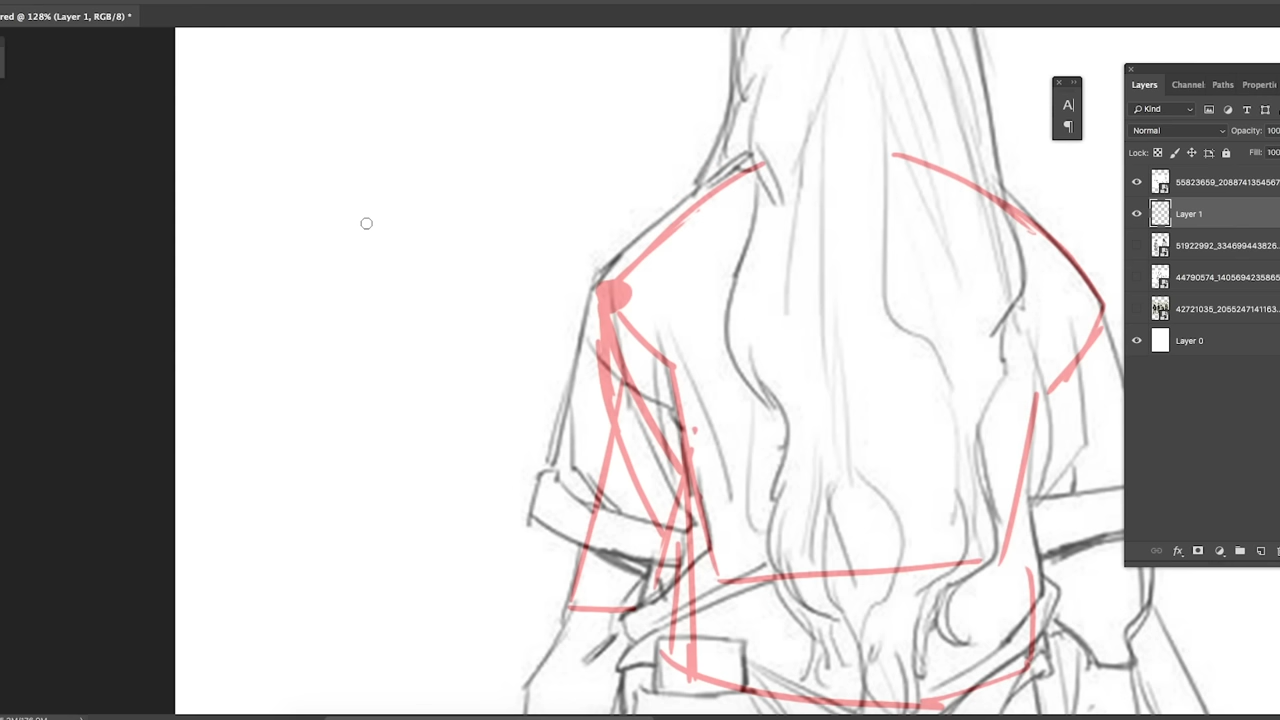 red @ 128% (Layer 1, RGB/8) *
A
¶
Layers Channel Paths Properti
Kind
Normal Opacity: 100
Lock: Fill: 100
55823659_2088741354567
Layer 1
51922992_334699443826...
44790574_1405694235865
42721035_2055247141163...
Layer 0
fx